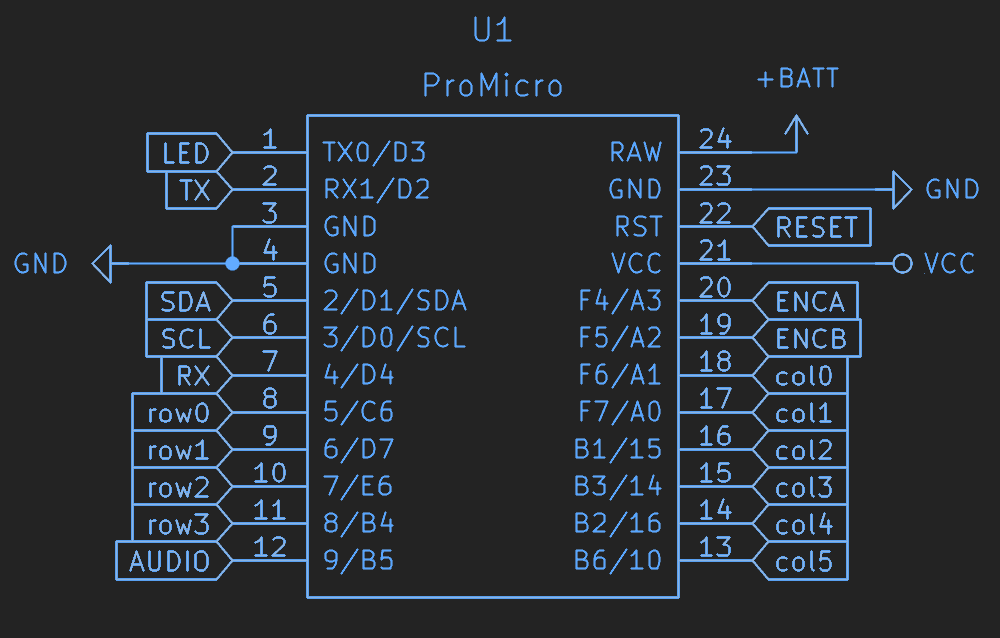 U1
ProMicro
+BATT
LED 1 TX0/D3 RAW 24
TX 2 RX1/D2 GND 23 GND
3 GND RST 22 RESET
GND 4 GND VCC 21 VCC
SDA 5 2/D1/SDA F4/A3 20 ENCA
SCL 6 3/D0/SCL F5/A2 19 ENCB
RX 7 4/D4 F6/A1 18 col0
row0 8 5/C6 F7/A0 17 col1
row1 9 6/D7 B1/15 16 col2
row2 10 7/E6 B3/14 15 col3
row3 11 8/B4 B2/16 14 col4
AUDIO 12 9/B5 B6/10 13 col5